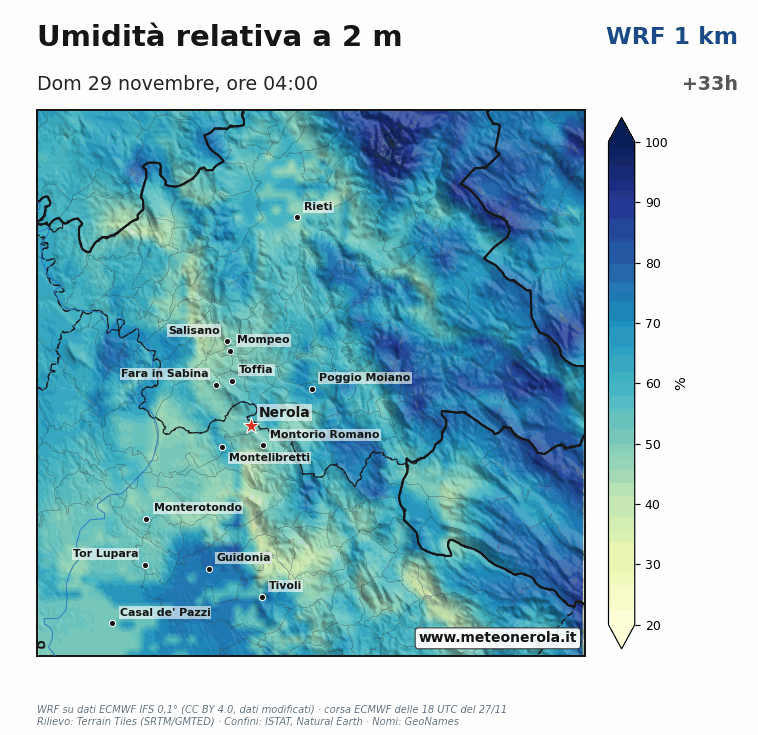 Umidità relativa a 2 m
WRF 1 km
Dom 29 novembre, ore 04:00
+33h
Rieti
Salisano
Mompeo
Toffia
Fara in Sabina
Poggio Moiano
Nerola
Montorio Romano
Montelibretti
Monterotondo
Tor Lupara
Guidonia
Tivoli
Casal de' Pazzi
www.meteonerola.it
100
90
80
70
60
50
40
30
20
%
WRF su dati ECMWF IFS 0,1° (CC BY 4.0, dati modificati) · corsa ECMWF delle 18 UTC del 27/11
Rilievo: Terrain Tiles (SRTM/GMTED) · Confini: ISTAT, Natural Earth · Nomi: GeoNames